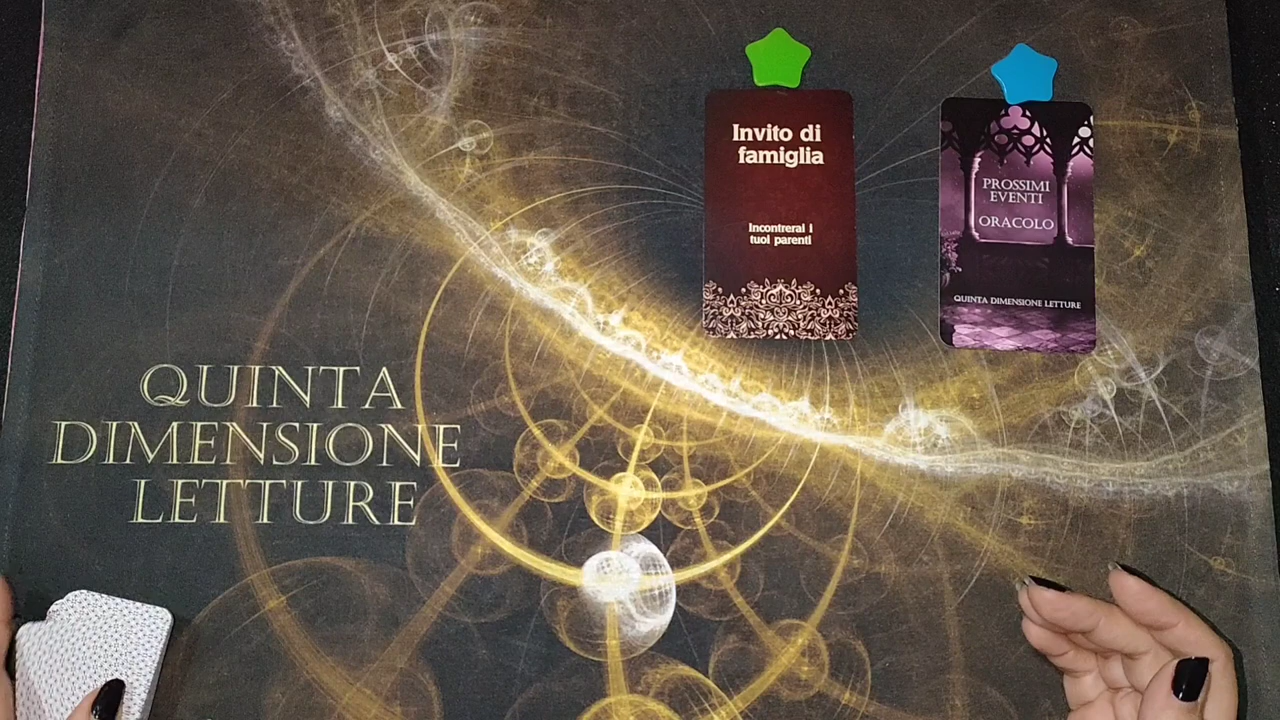 Invito di
famiglia
Incontrerai i
tuoi parenti
PROSSIMI
EVENTI
ORACOLO
QUINTA DIMENSIONE LETTURE
QUINTA
DIMENSIONE
LETTURE